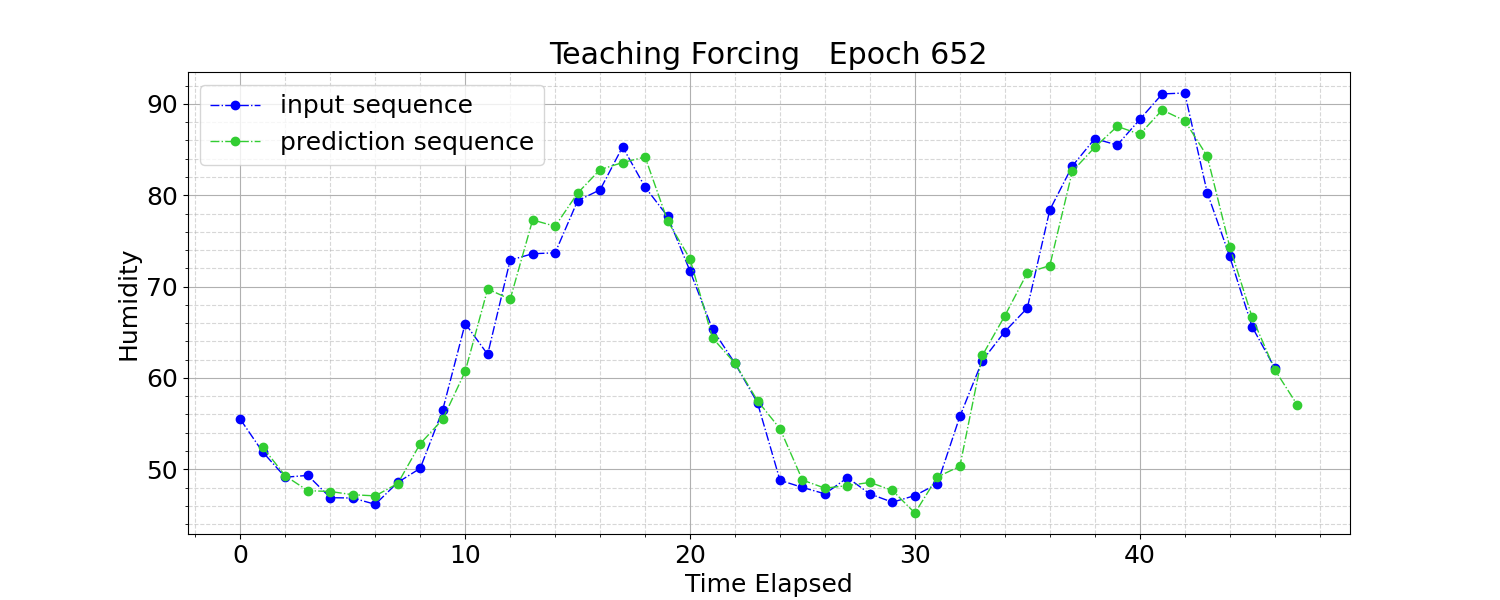 Teaching Forcing   Epoch 652
input sequence
prediction sequence
Humidity
90
80
70
60
50
0 10 20 30 40
Time Elapsed